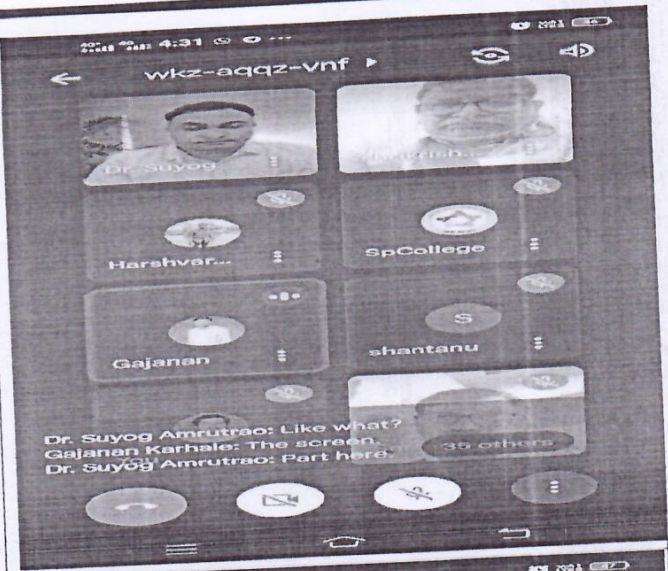 4:31
36
wkz-aqqz-vnf
Dr. Suyog
Harshvar...
SpCollege
Gajanan
S
shantanu
35 others
Dr. Suyog Amrutrao: Like what?
Gajanan Karhale: The screen.
Dr. Suyog Amrutrao: Part here.